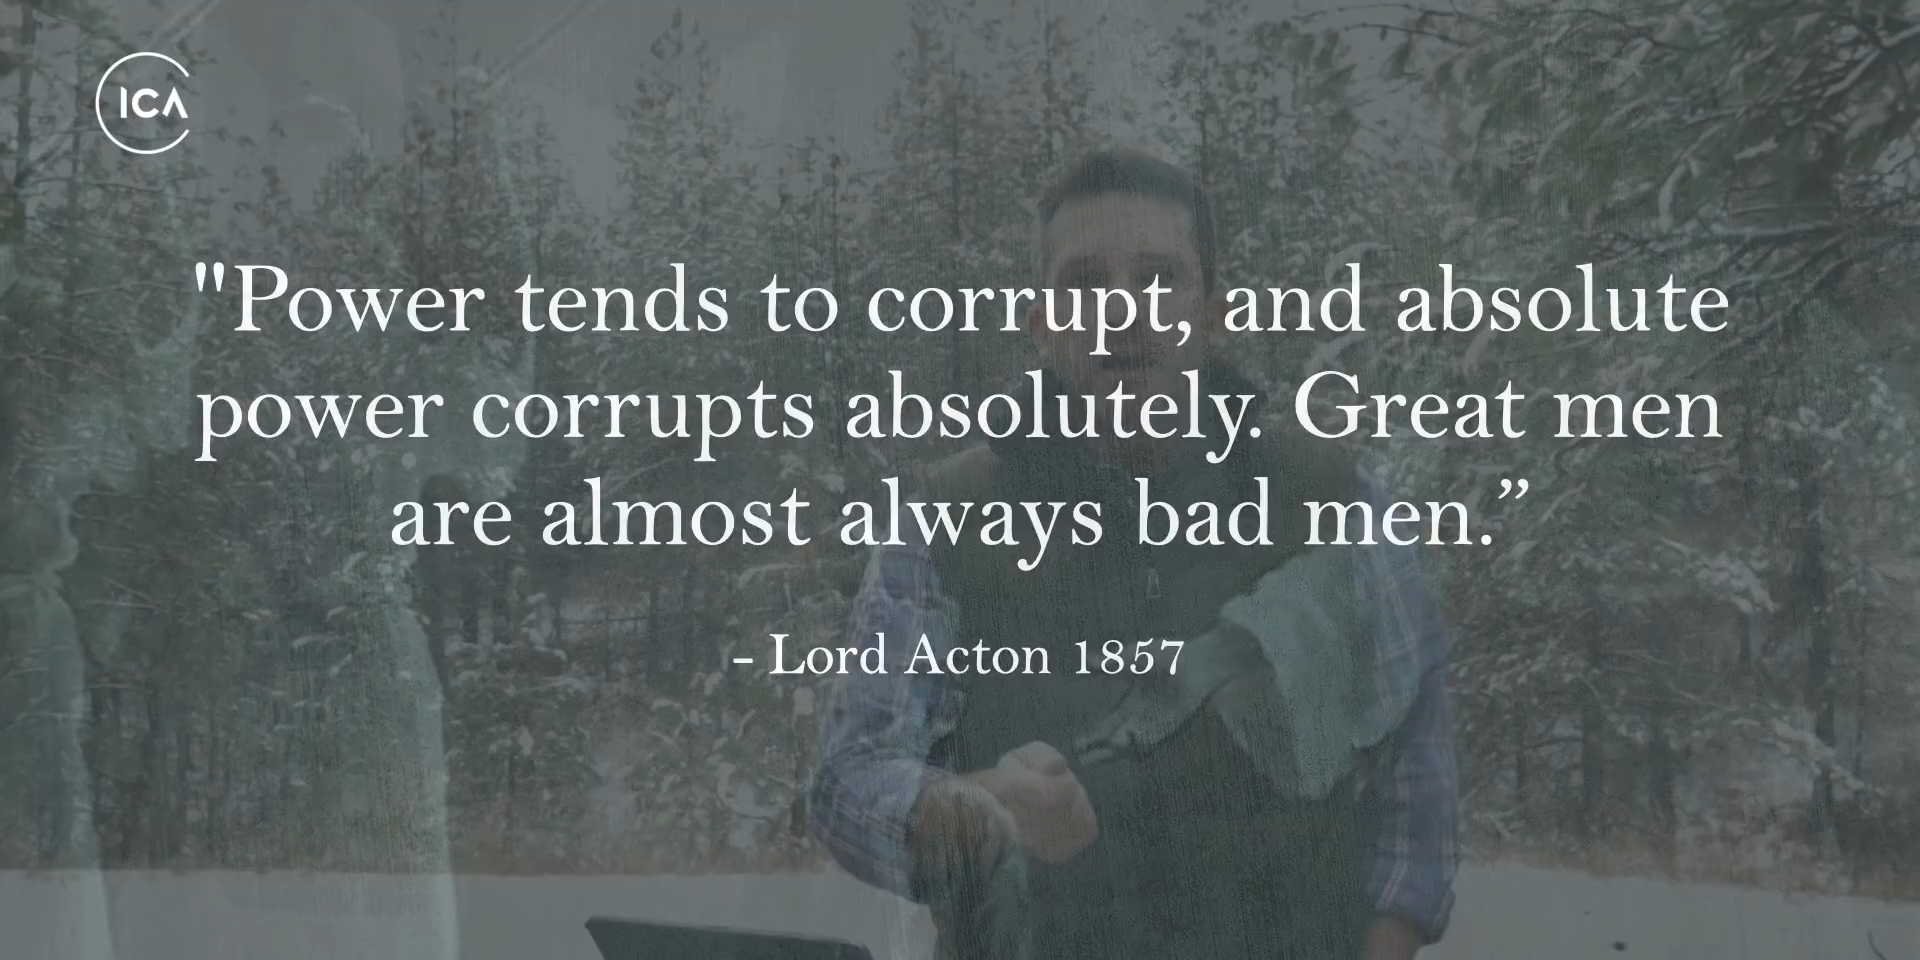 ICA
"Power tends to corrupt, and absolute
power corrupts absolutely. Great men
are almost always bad men.”
– Lord Acton 1857